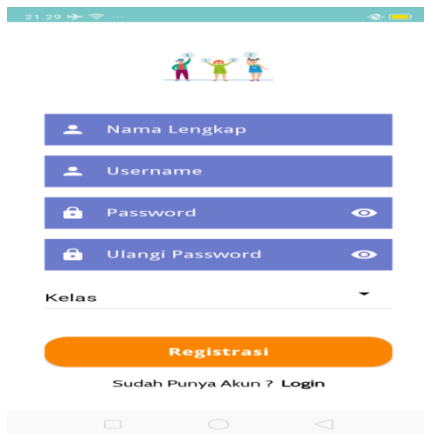 21.29
Nama Lengkap
Username
Password
Ulangi Password
Kelas
Registrasi
Sudah Punya Akun ? Login